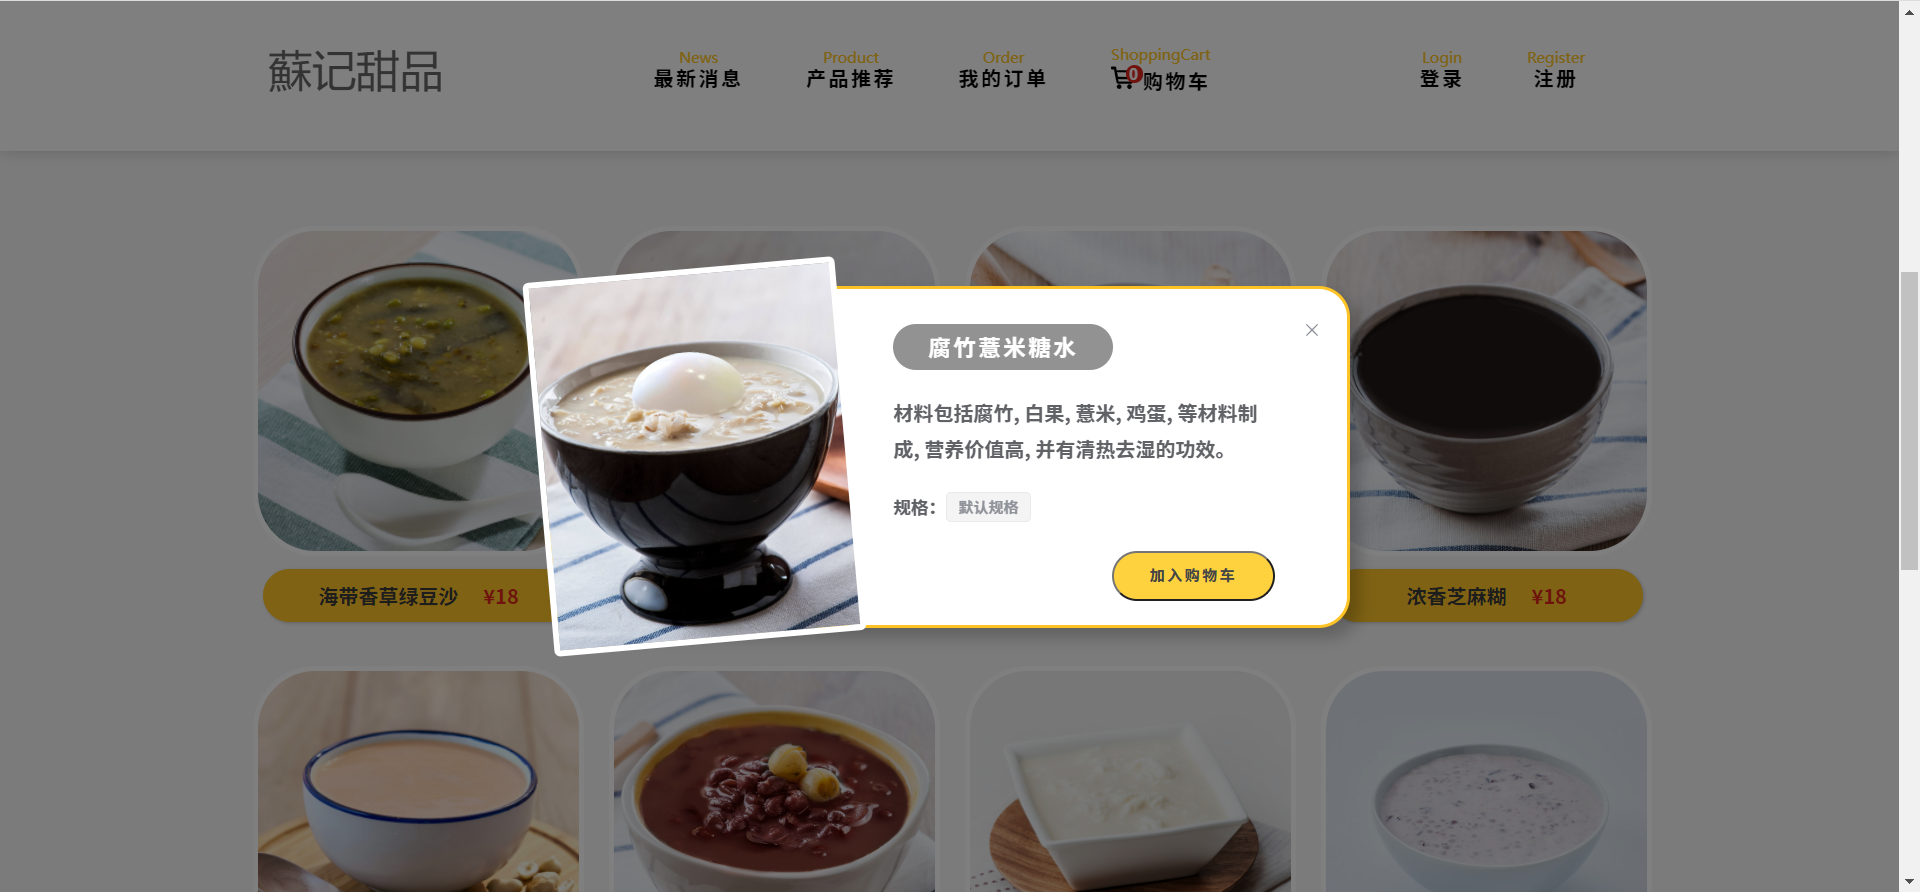 蘇记甜品
News
最新消息
Product
产品推荐
Order
我的订单
ShoppingCart
0
购物车
Login
登录
Register
注册
腐竹薏米糖水
材料包括腐竹, 白果, 薏米, 鸡蛋, 等材料制
成, 营养价值高, 并有清热去湿的功效。
规格：
默认规格
加入购物车
海带香草绿豆沙 ¥18
浓香芝麻糊 ¥18